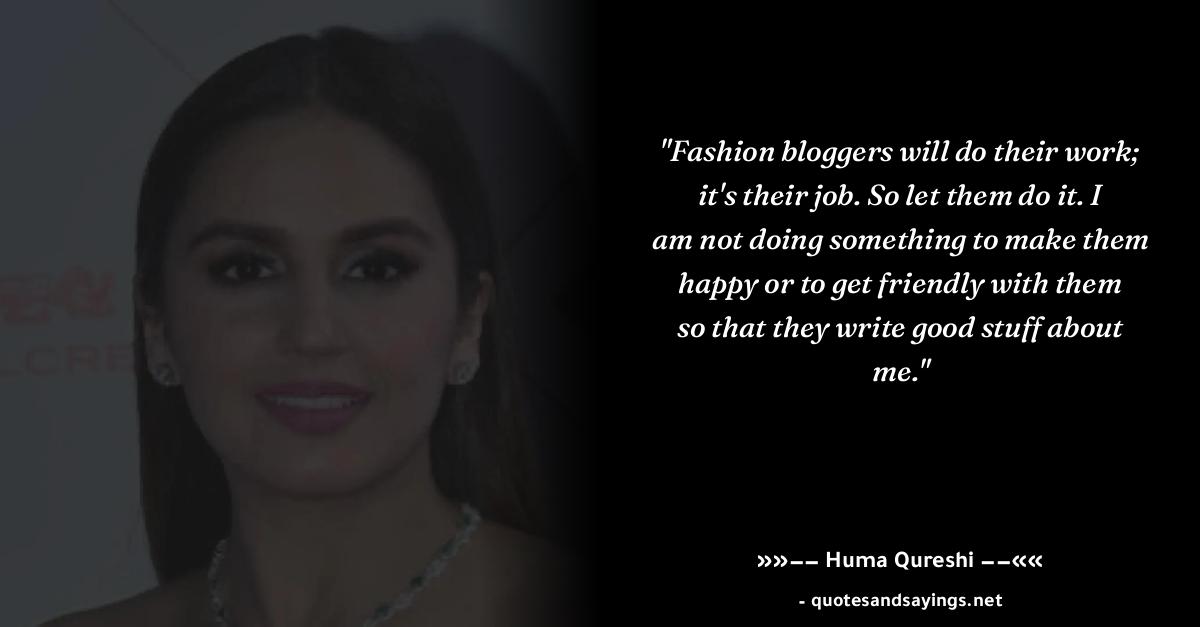 "Fashion bloggers will do their work;
it's their job. So let them do it. I
am not doing something to make them
happy or to get friendly with them
so that they write good stuff about
me."
»»−− Huma Qureshi −−««
- quotesandsayings.net
LCRE